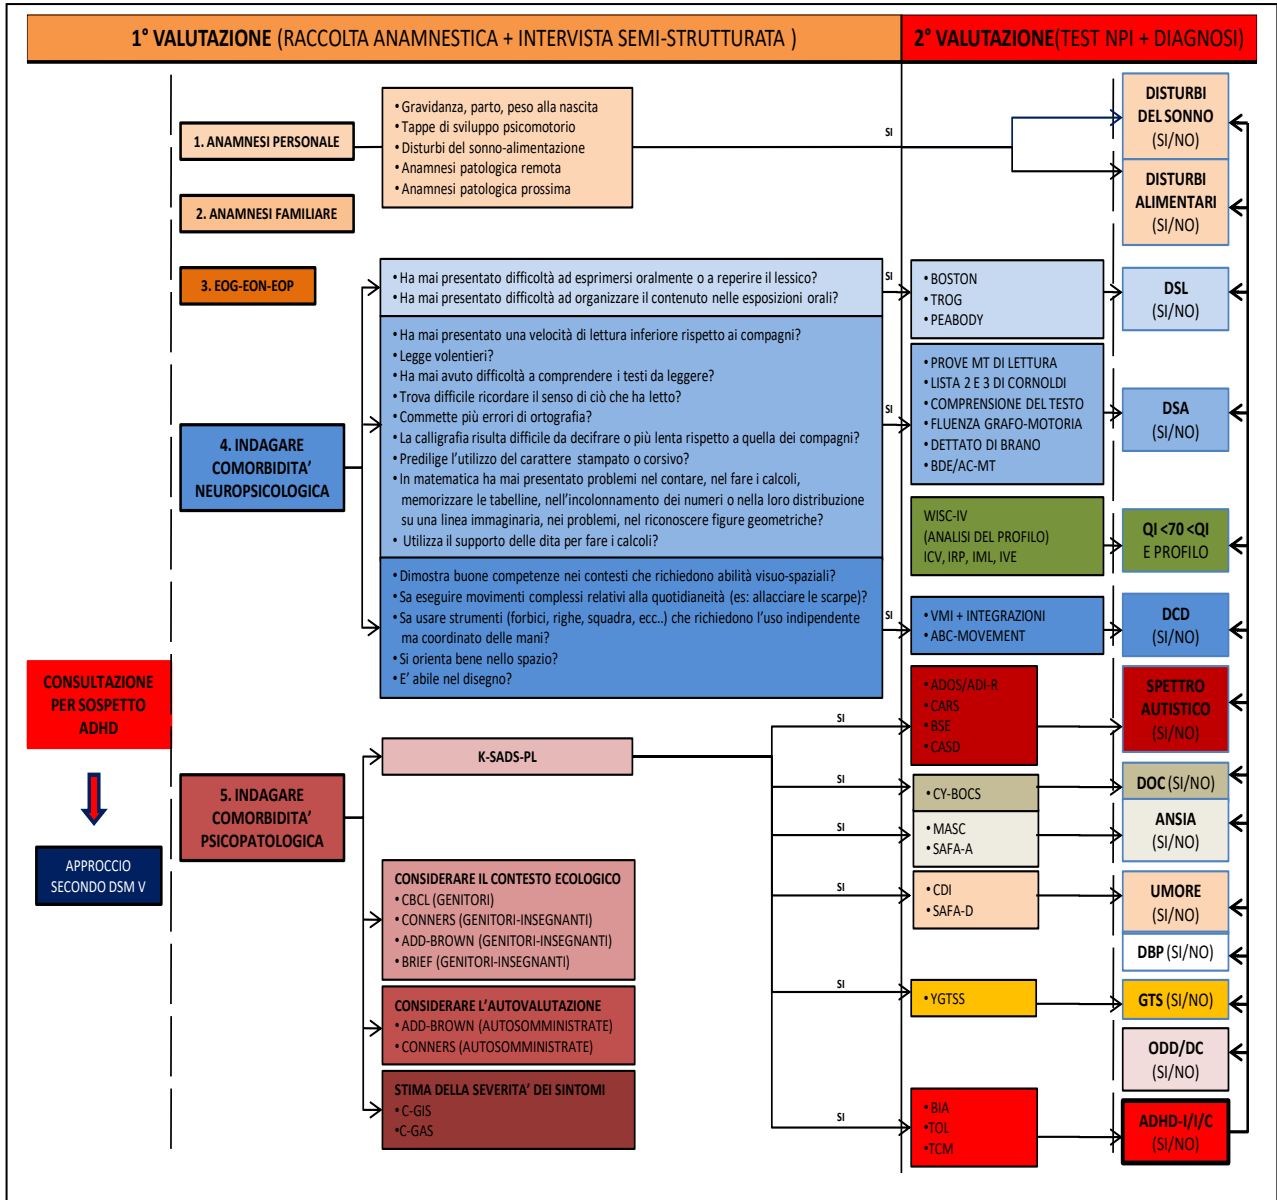 1° VALUTAZIONE (RACCOLTA ANAMNESTICA + INTERVISTA SEMI-STRUTTURATA )
2° VALUTAZIONE(TEST NPI + DIAGNOSI)
CONSULTAZIONE
PER SOSPETTO
ADHD
APPROCCIO
SECONDO DSM V
1. ANAMNESI PERSONALE
• Gravidanza, parto, peso alla nascita
• Tappe di sviluppo psicomotorio
• Disturbi del sonno-alimentazione
• Anamnesi patologica remota
• Anamnesi patologica prossima
SI
DISTURBI
DEL SONNO
(SI/NO)
DISTURBI
ALIMENTARI
(SI/NO)
2. ANAMNESI FAMILIARE
3. EOG-EON-EOP
4. INDAGARE
COMORBIDITA'
NEUROPSICOLOGICA
• Ha mai presentato difficoltà ad esprimersi oralmente o a reperire il lessico?
• Ha mai presentato difficoltà ad organizzare il contenuto nelle esposizioni orali?
SI
• BOSTON
• TROG
• PEABODY
DSL
(SI/NO)
• Ha mai presentato una velocità di lettura inferiore rispetto ai compagni?
• Legge volentieri?
• Ha mai avuto difficoltà a comprendere i testi da leggere?
• Trova difficile ricordare il senso di ciò che ha letto?
• Commette più errori di ortografia?
• La calligrafia risulta difficile da decifrare o più lenta rispetto a quella dei compagni?
• Predilige l'utilizzo del carattere stampato o corsivo?
• In matematica ha mai presentato problemi nel contare, nel fare i calcoli,
memorizzare le tabelline, nell'incolonnamento dei numeri o nella loro distribuzione
su una linea immaginaria, nei problemi, nel riconoscere figure geometriche?
• Utilizza il supporto delle dita per fare i calcoli?
SI
• PROVE MT DI LETTURA
• LISTA 2 E 3 DI CORNOLDI
• COMPRENSIONE DEL TESTO
• FLUENZA GRAFO-MOTORIA
• DETTATO DI BRANO
• BDE/AC-MT
DSA
(SI/NO)
WISC-IV
(ANALISI DEL PROFILO)
ICV, IRP, IML, IVE
QI <70 <QI
E PROFILO
• Dimostra buone competenze nei contesti che richiedono abilità visuo-spaziali?
• Sa eseguire movimenti complessi relativi alla quotidianeità (es: allacciare le scarpe)?
• Sa usare strumenti (forbici, righe, squadra, ecc..) che richiedono l'uso indipendente
ma coordinato delle mani?
• Si orienta bene nello spazio?
• E' abile nel disegno?
SI
• VMI + INTEGRAZIONI
• ABC-MOVEMENT
DCD
(SI/NO)
5. INDAGARE
COMORBIDITA'
PSICOPATOLOGICA
K-SADS-PL
SI
• ADOS/ADI-R
• CARS
• BSE
• CASD
SPETTRO
AUTISTICO
(SI/NO)
SI
• CY-BOCS
DOC (SI/NO)
SI
• MASC
• SAFA-A
ANSIA
(SI/NO)
SI
• CDI
• SAFA-D
UMORE
(SI/NO)
DBP (SI/NO)
SI
• YGTSS
GTS (SI/NO)
ODD/DC
(SI/NO)
SI
• BIA
• TOL
• TCM
ADHD-I/I/C
(SI/NO)
CONSIDERARE IL CONTESTO ECOLOGICO
• CBCL (GENITORI)
• CONNERS (GENITORI-INSEGNANTI)
• ADD-BROWN (GENITORI-INSEGNANTI)
• BRIEF (GENITORI-INSEGNANTI)
CONSIDERARE L'AUTOVALUTAZIONE
• ADD-BROWN (AUTOSOMMINISTRATE)
• CONNERS (AUTOSOMMINISTRATE)
STIMA DELLA SEVERITA' DEI SINTOMI
• C-GIS
•C-GAS